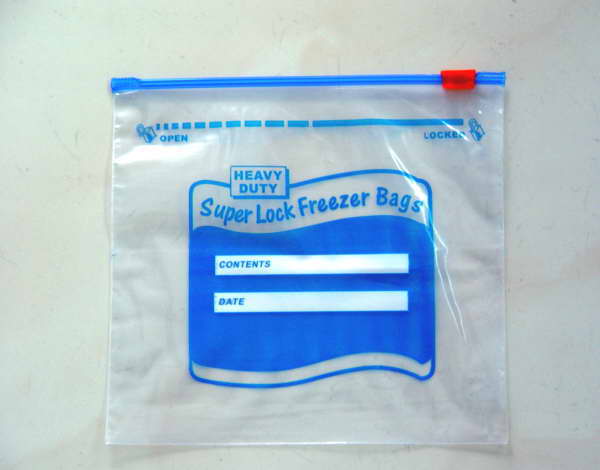 OPEN
LOCKED
HEAVY
DUTY
Super Lock Freezer Bags
CONTENTS
DATE